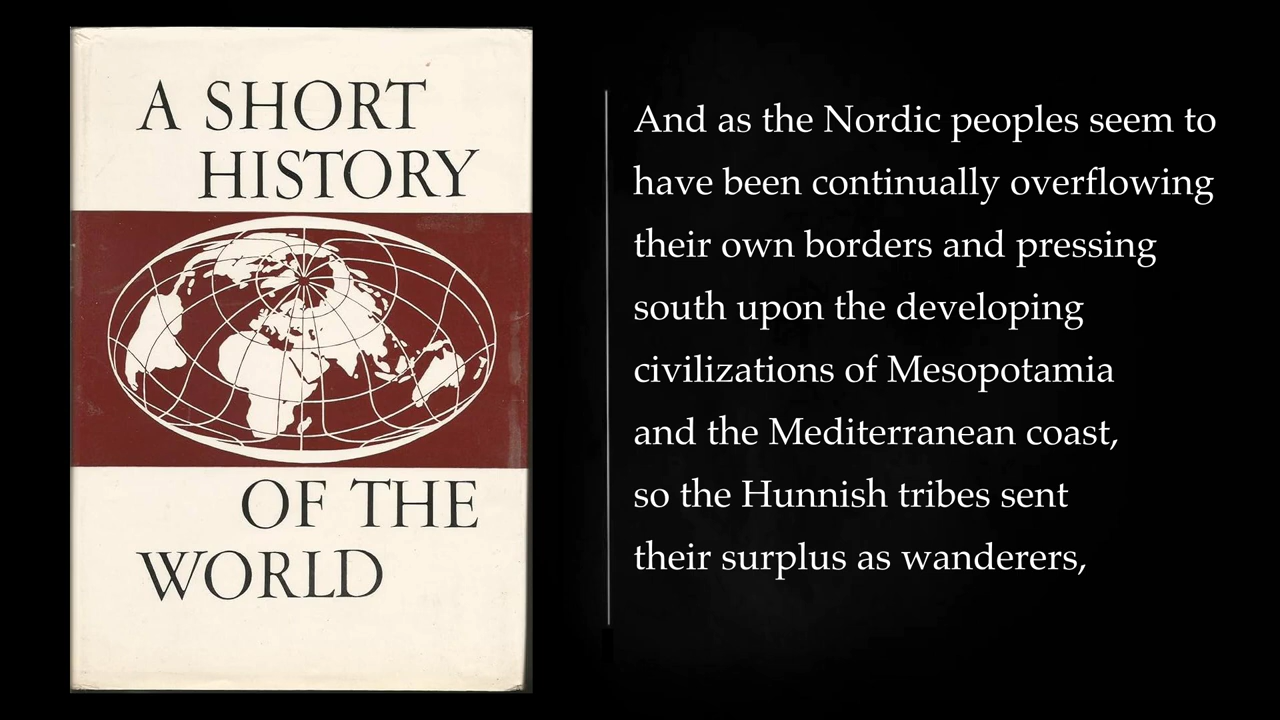 A SHORT
HISTORY
OF THE
WORLD
And as the Nordic peoples seem to
have been continually overflowing
their own borders and pressing
south upon the developing
civilizations of Mesopotamia
and the Mediterranean coast,
so the Hunnish tribes sent
their surplus as wanderers,